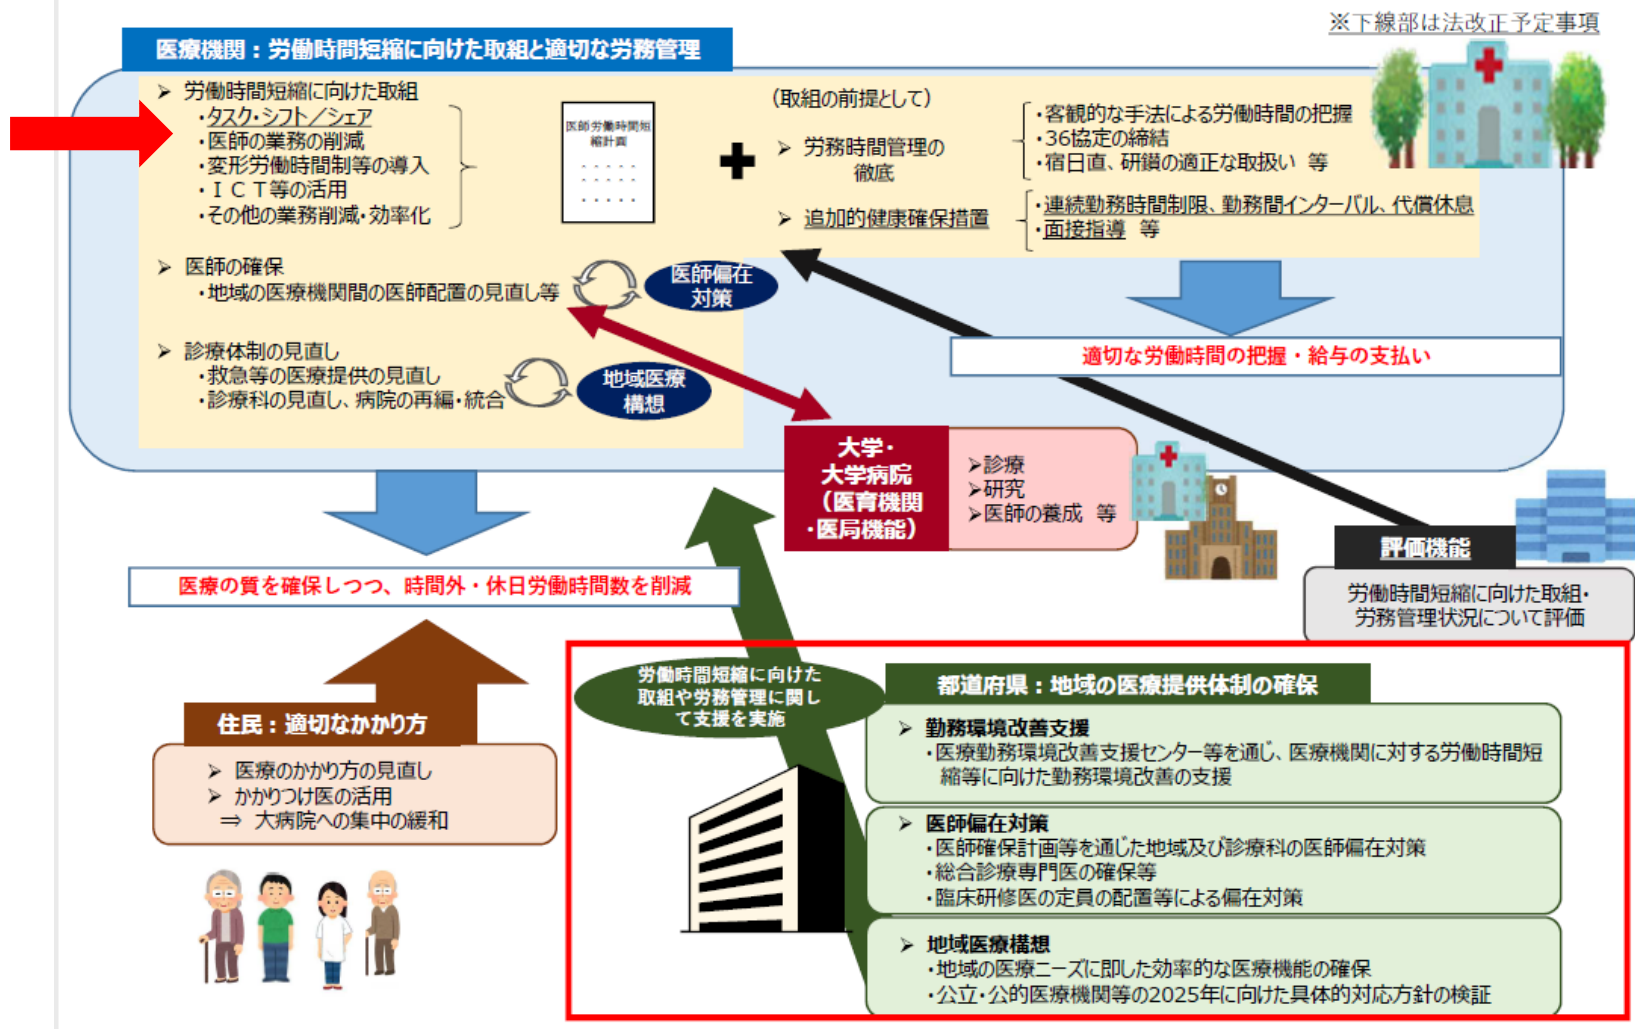 ※下線部は法改正予定事項
医療機関：労働時間短縮に向けた取組と適切な労務管理
➢ 労働時間短縮に向けた取組
・タスク・シフト／シェア
・医師の業務の削減
・変形労働時間制等の導入
・ＩＣＴ等の活用
・その他の業務削減・効率化
医師労働時間短
縮計画
（取組の前提として）
➢ 労務時間管理の
徹底
・客観的な手法による労働時間の把握
・36協定の締結
・宿日直、研鑽の適正な取扱い 等
➢ 追加的健康確保措置
・連続勤務時間制限、勤務間インターバル、代償休息
・面接指導 等
➢ 医師の確保
・地域の医療機関間の医師配置の見直し等
医師偏在
対策
➢ 診療体制の見直し
・救急等の医療提供の見直し
・診療科の見直し、病院の再編・統合
地域医療
構想
適切な労働時間の把握・給与の支払い
大学・
大学病院
（医育機関
・医局機能）
➢診療
➢研究
➢医師の養成 等
評価機能
労働時間短縮に向けた取組・
労務管理状況について評価
医療の質を確保しつつ、時間外・休日労働時間数を削減
住民：適切なかかり方
➢ 医療のかかり方の見直し
➢ かかりつけ医の活用
⇒ 大病院への集中の緩和
労働時間短縮に向けた
取組や労務管理に関し
て支援を実施
都道府県：地域の医療提供体制の確保
➢ 勤務環境改善支援
・医療勤務環境改善支援センター等を通じ、医療機関に対する労働時間短
縮等に向けた勤務環境改善の支援
➢ 医師偏在対策
・医師確保計画等を通じた地域及び診療科の医師偏在対策
・総合診療専門医の確保等
・臨床研修医の定員の配置等による偏在対策
➢ 地域医療構想
・地域の医療ニーズに即した効率的な医療機能の確保
・公立・公的医療機関等の2025年に向けた具体的対応方針の検証